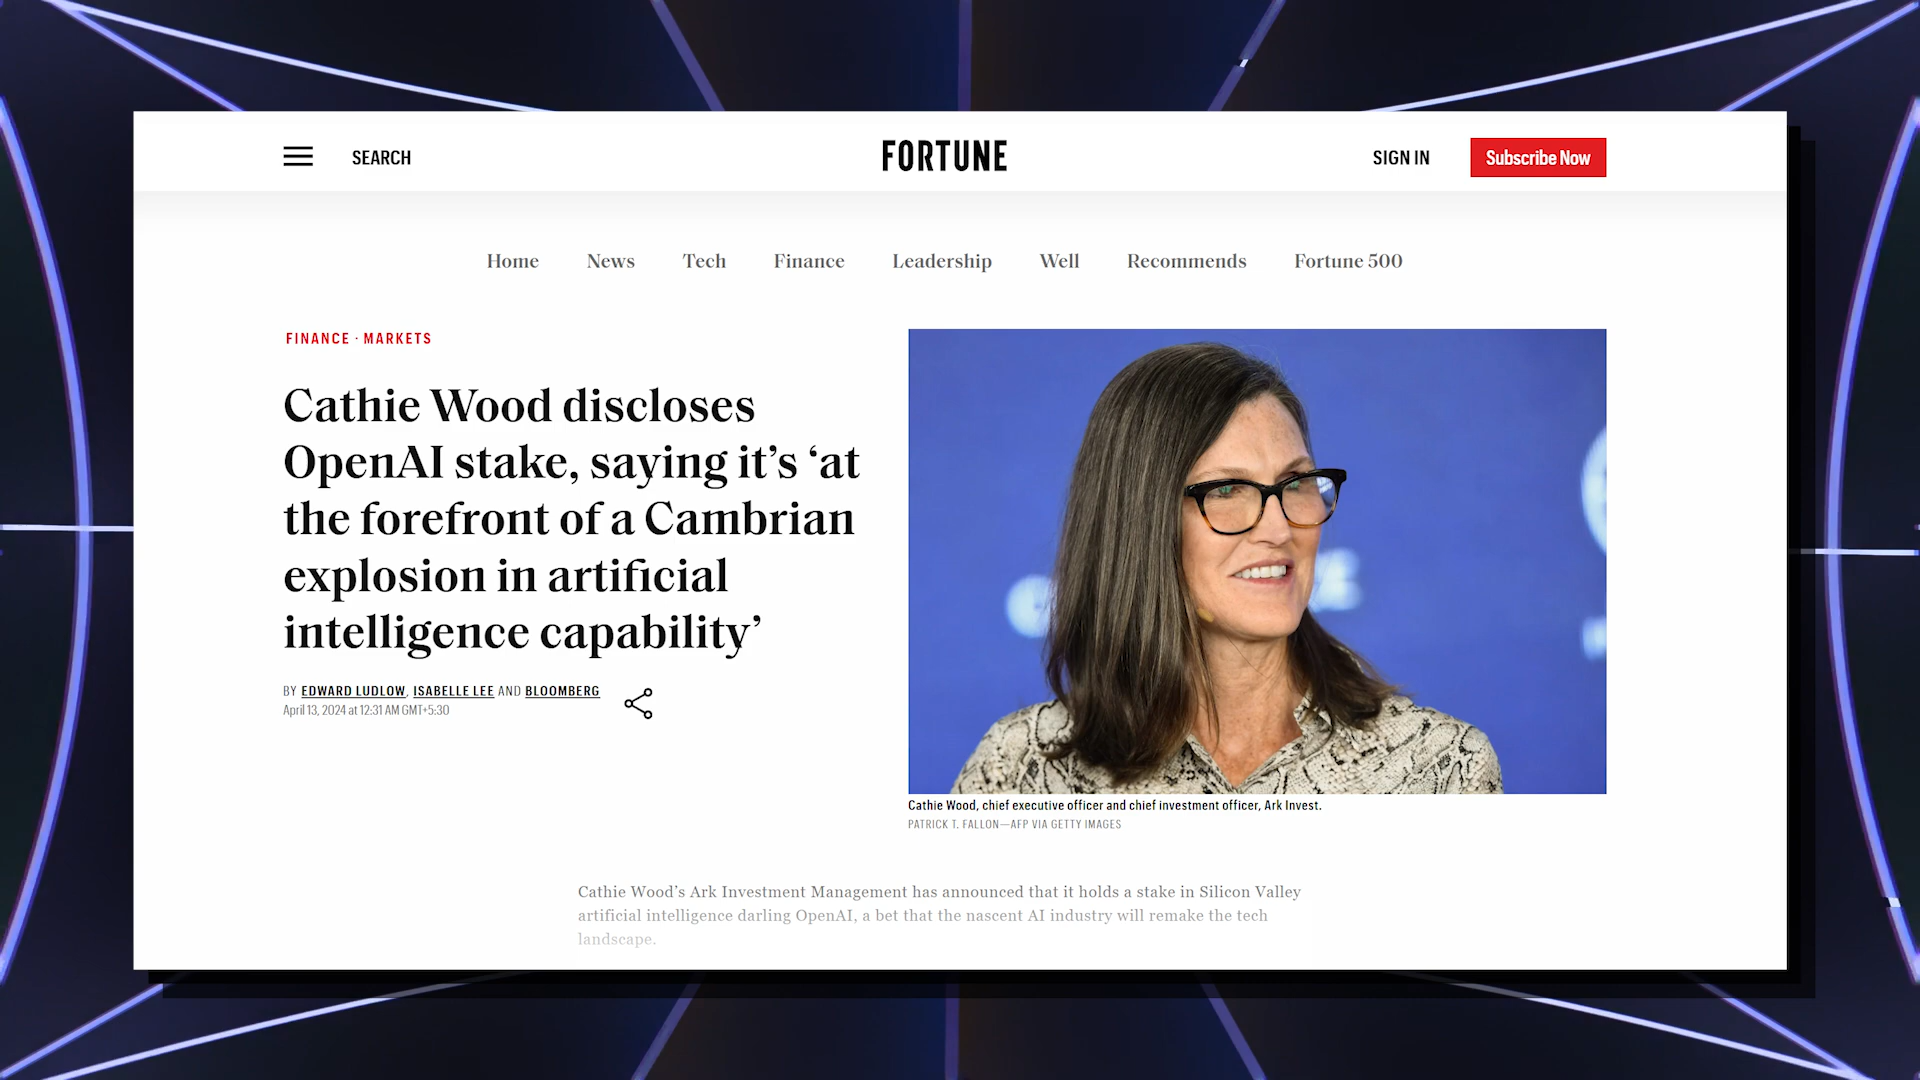 SEARCH
FORTUNE
SIGN IN
Subscribe Now
Home News Tech Finance Leadership Well Recommends Fortune 500
FINANCE · MARKETS
Cathie Wood discloses
OpenAI stake, saying it’s ‘at
the forefront of a Cambrian
explosion in artificial
intelligence capability’
BY EDWARD LUDLOW, ISABELLE LEE AND BLOOMBERG
April 13, 2024 at 12:31 AM GMT+5:30
Cathie Wood, chief executive officer and chief investment officer, Ark Invest.
PATRICK T. FALLON—AFP VIA GETTY IMAGES
Cathie Wood’s Ark Investment Management has announced that it holds a stake in Silicon Valley
artificial intelligence darling OpenAI, a bet that the nascent AI industry will remake the tech
landscape.